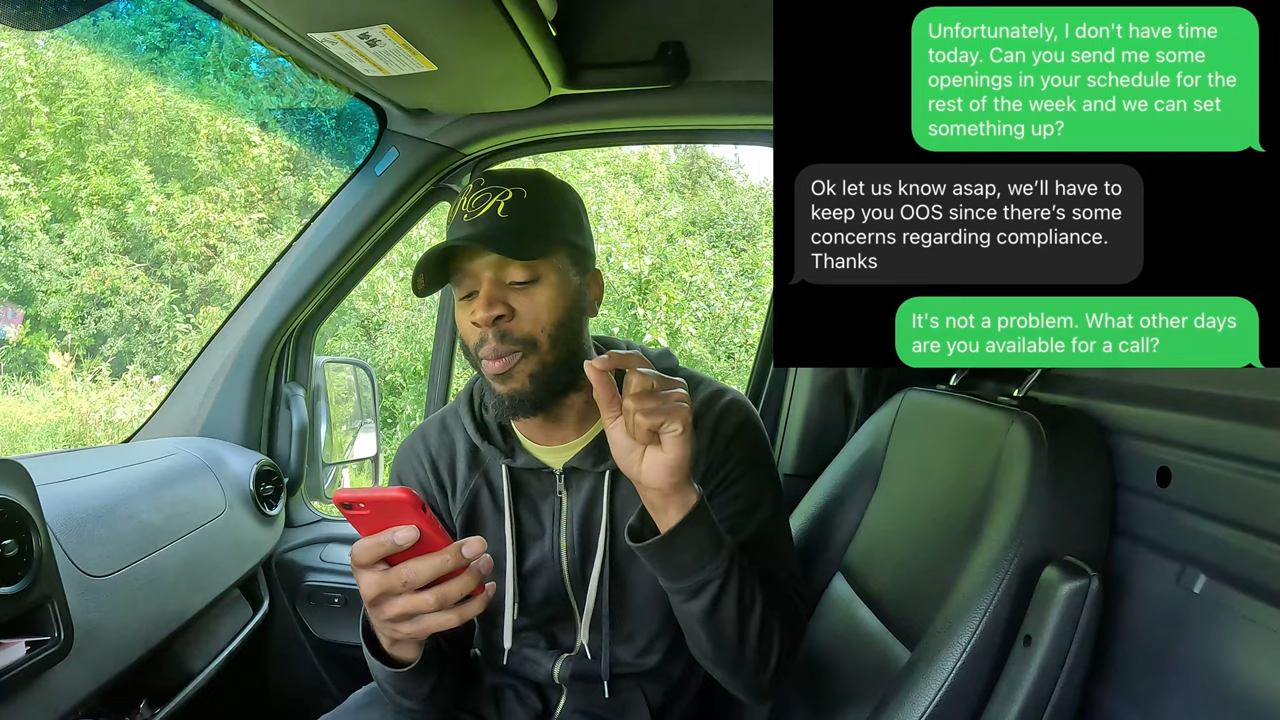 Unfortunately, I don't have time
today. Can you send me some
openings in your schedule for the
rest of the week and we can set
something up?
Ok let us know asap, we’ll have to
keep you OOS since there’s some
concerns regarding compliance.
Thanks
It's not a problem. What other days
are you available for a call?